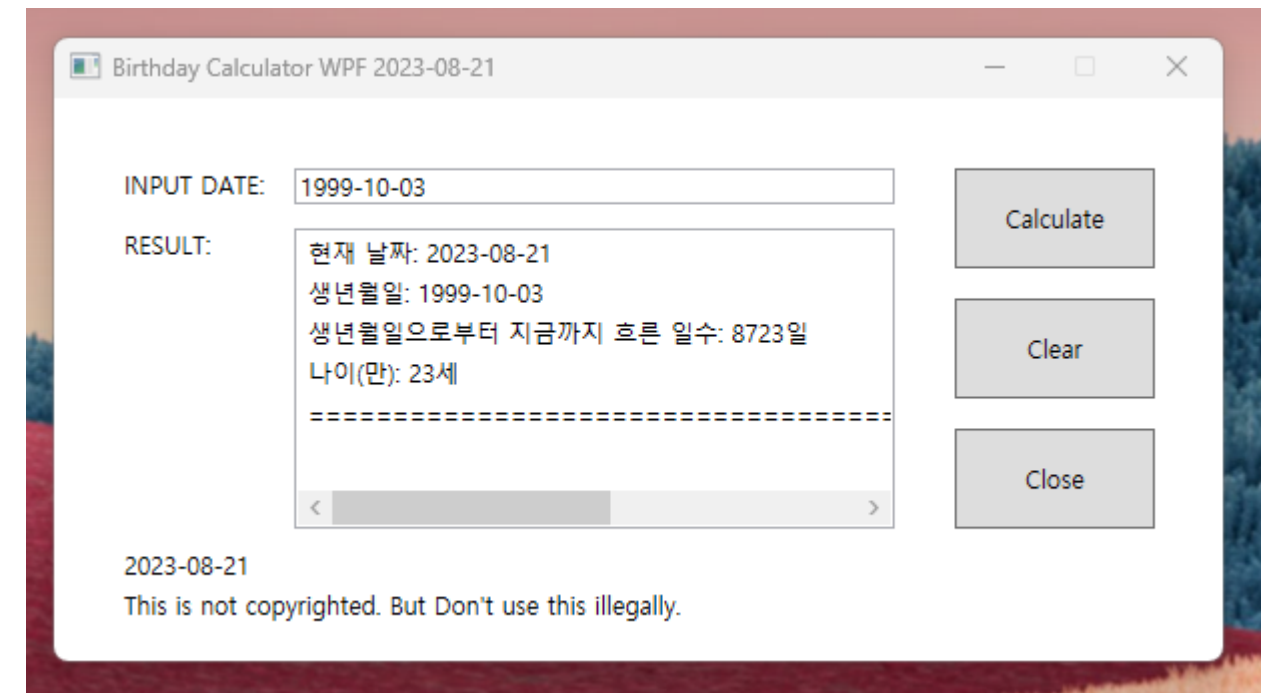 Birthday Calculator WPF 2023-08-21
INPUT DATE: 1999-10-03
Calculate
RESULT:
현재 날짜: 2023-08-21
생년월일: 1999-10-03
생년월일으로부터 지금까지 흐른 일수: 8723일
나이(만): 23세
===================================
Clear
Close
2023-08-21
This is not copyrighted. But Don't use this illegally.